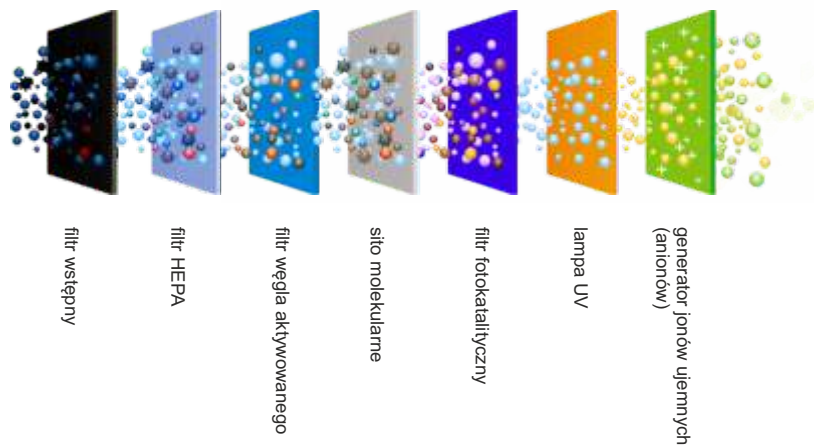 filtr wstępny
filtr HEPA
filtr węgla aktywowanego
sito molekularne
filtr fotokatalityczny
lampa UV
generator jonów ujemnych
(anionów)